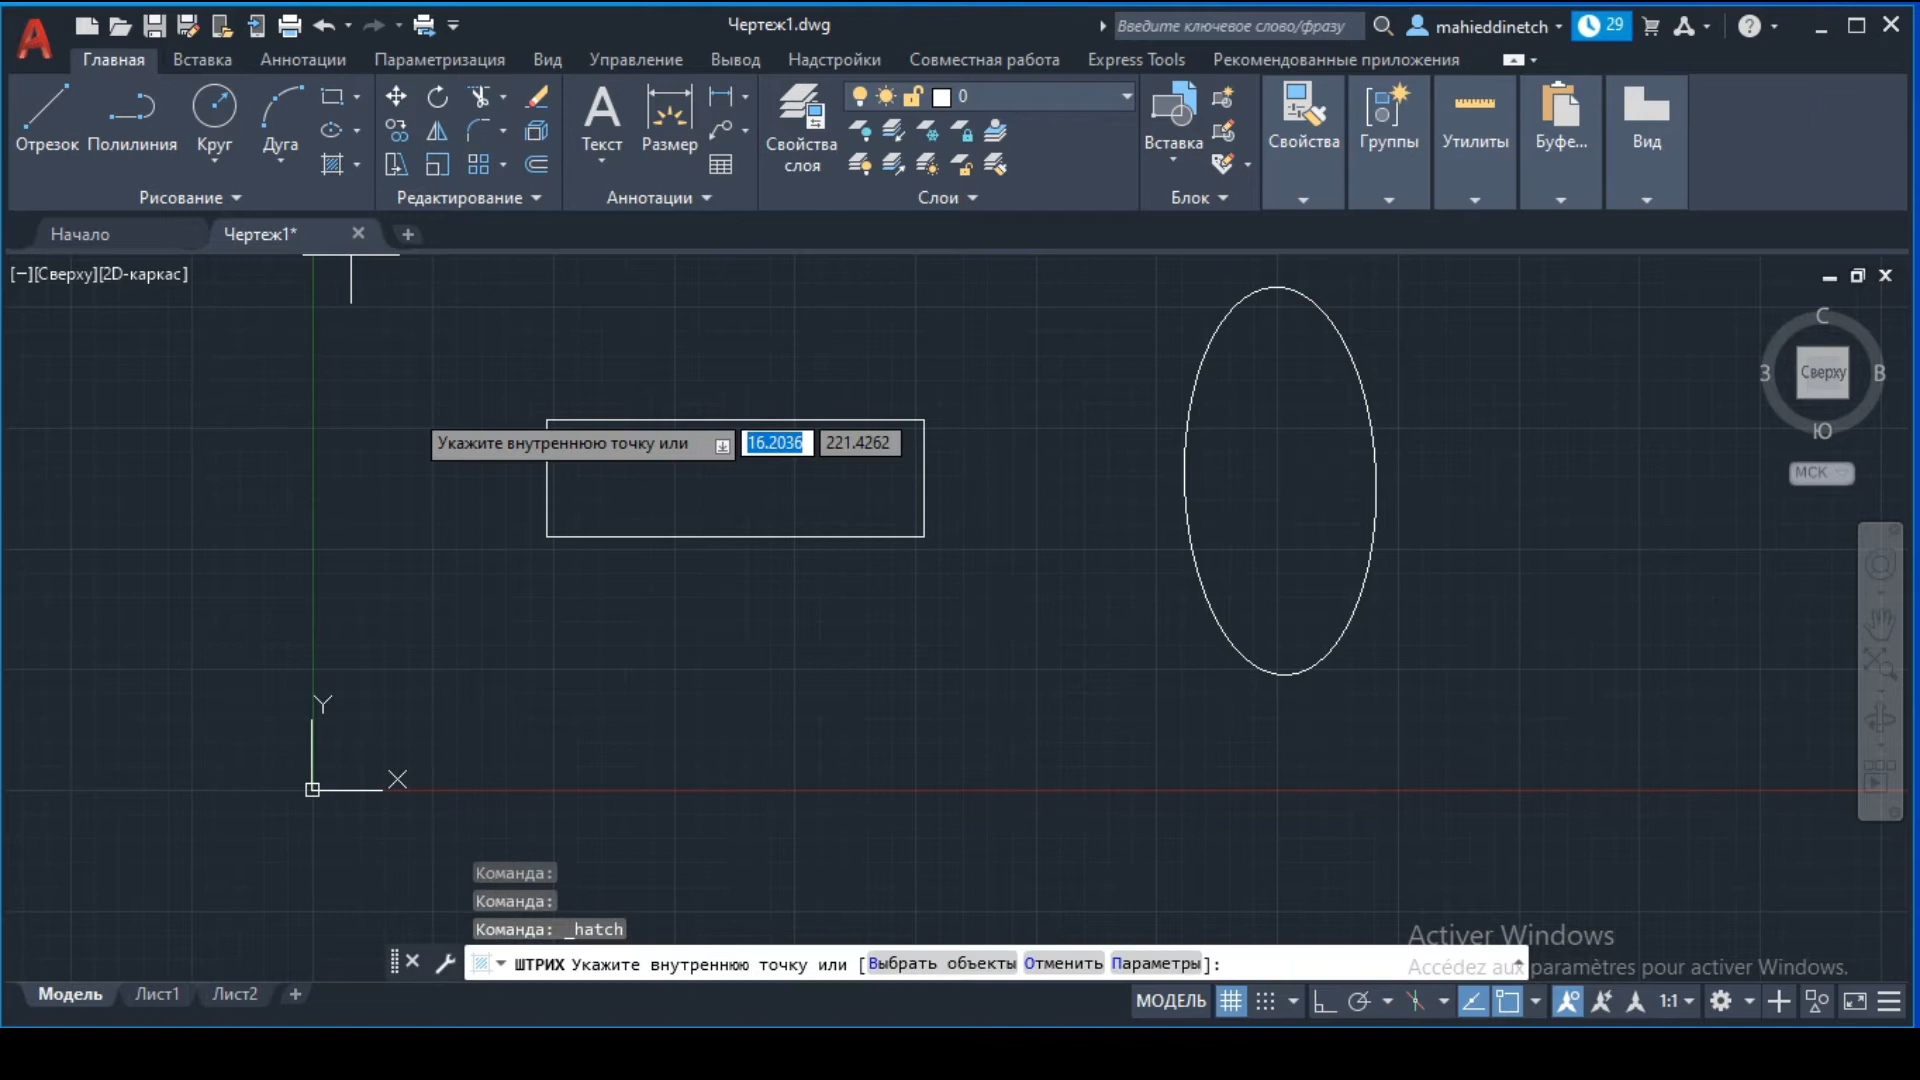 Чертеж1.dwg
Введите ключевое слово/фразу
mahieddinetch
29
Главная
Вставка
Аннотации
Параметризация
Вид
Управление
Вывод
Надстройки
Совместная работа
Express Tools
Рекомендованные приложения
0
Отрезок
Полилиния
Круг
Дуга
Текст
Размер
Свойства слоя
Вставка
Свойства
Группы
Утилиты
Буфе...
Вид
Рисование
Редактирование
Аннотации
Слои
Блок
Начало
Чертеж1*
[−][Сверху][2D-каркас]
С
З
Сверху
В
Ю
МСК
Укажите внутреннюю точку или
16.2036
221.4262
Y
X
Команда:
Команда:
Команда: _hatch
ШТРИХ Укажите внутреннюю точку или [Выбрать объекты Отменить Параметры]:
Activer Windows
Accédez aux paramètres pour activer Windows.
Модель
Лист1
Лист2
МОДЕЛЬ
1:1